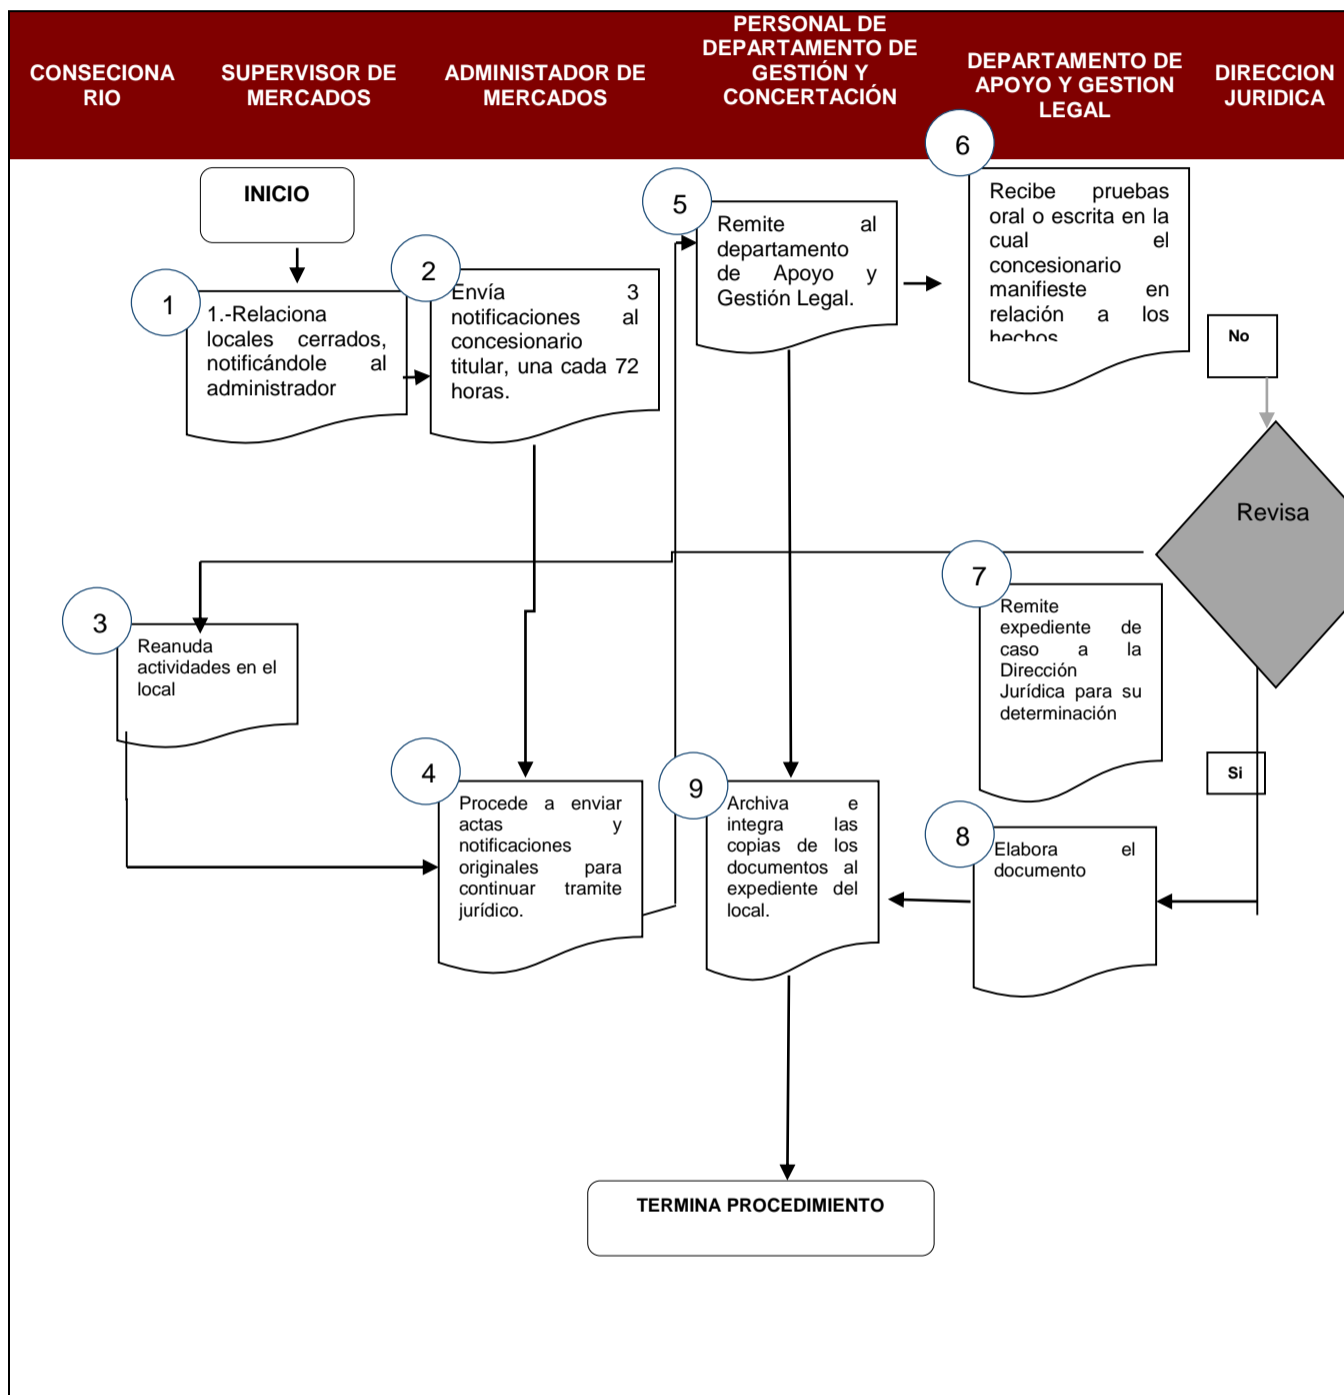 CONSECIONA
RIO
SUPERVISOR DE
MERCADOS
ADMINISTADOR DE
MERCADOS
PERSONAL DE
DEPARTAMENTO DE
GESTIÓN Y
CONCERTACIÓN
DEPARTAMENTO DE
APOYO Y GESTION
LEGAL
DIRECCION
JURIDICA
INICIO
1
1.-Relaciona
locales cerrados,
notificándole al
administrador
2
Envía 3
notificaciones al
concesionario
titular, una cada 72
horas.
5
Remite al
departamento
de Apoyo y
Gestión Legal.
6
Recibe pruebas
oral o escrita en la
cual el
concesionario
manifieste en
relación a los
hechos
No
Revisa
3
Reanuda
actividades en el
local
7
Remite
expediente de
caso a la
Dirección
Jurídica para su
determinación
Si
4
Procede a enviar
actas y
notificaciones
originales para
continuar tramite
jurídico.
9
Archiva e
integra las
copias de los
documentos al
expediente del
local.
8
Elabora el
documento
TERMINA PROCEDIMIENTO